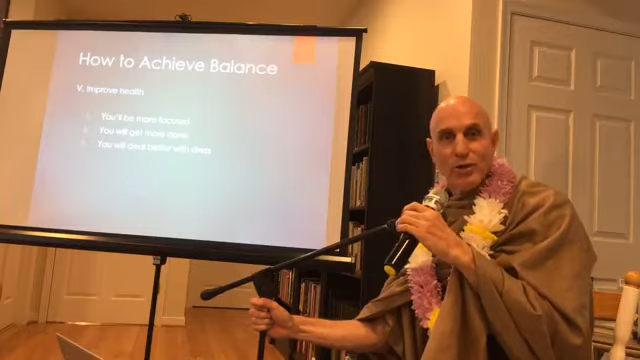 How to Achieve Balance
V. Improve health
You'll be more focused
You will get more done
You will deal better with stress